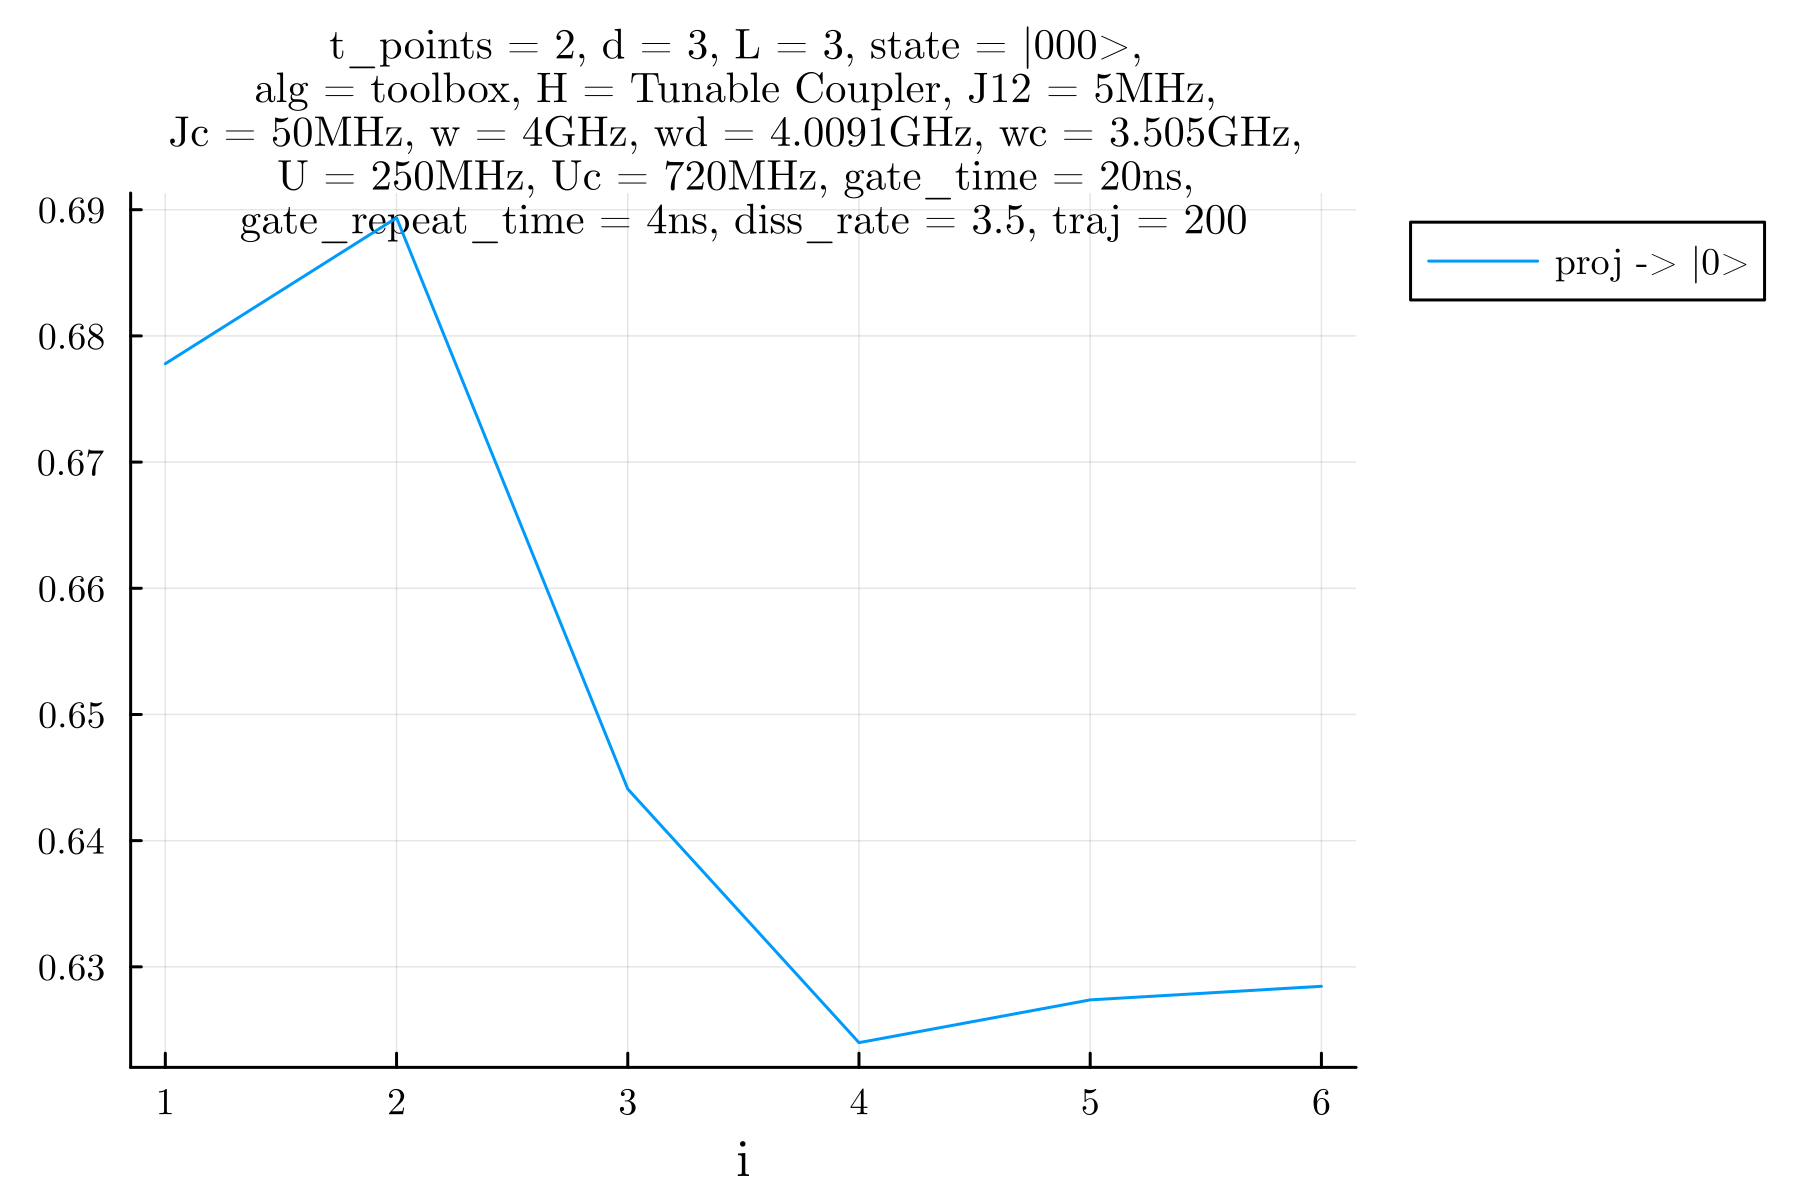 t_points = 2, d = 3, L = 3, state = |000>,
alg = toolbox, H = Tunable Coupler, J12 = 5MHz,
Jc = 50MHz, w = 4GHz, wd = 4.0091GHz, wc = 3.505GHz,
U = 250MHz, Uc = 720MHz, gate_time = 20ns,
gate_repeat_time = 4ns, diss_rate = 3.5, traj = 200
proj -> |0>
0.69
0.68
0.67
0.66
0.65
0.64
0.63
1 2 3 4 5 6
i